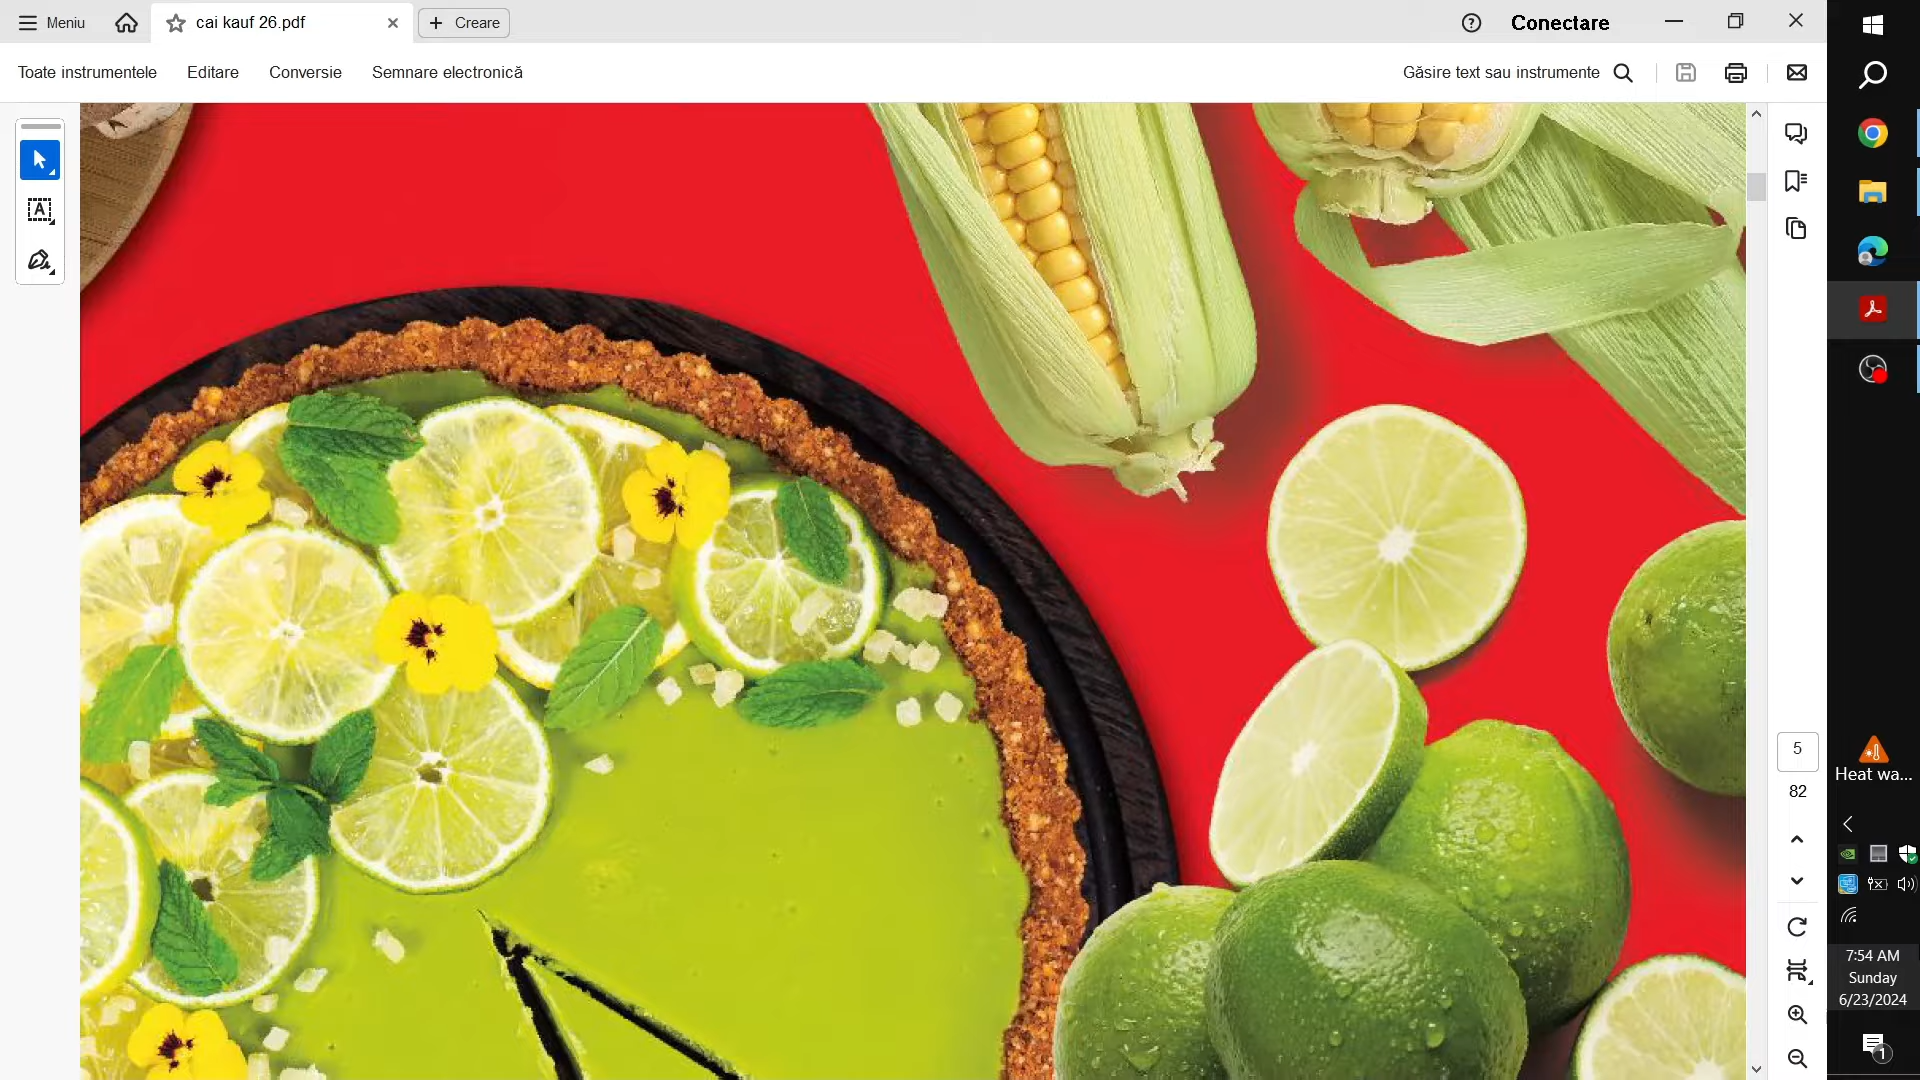 Meniu
cai kauf 26.pdf
Creare
Conectare
Toate instrumentele
Editare
Conversie
Semnare electronică
Găsire text sau instrumente
A
5
82
Heat wa...
7:54 AM
Sunday
6/23/2024
1